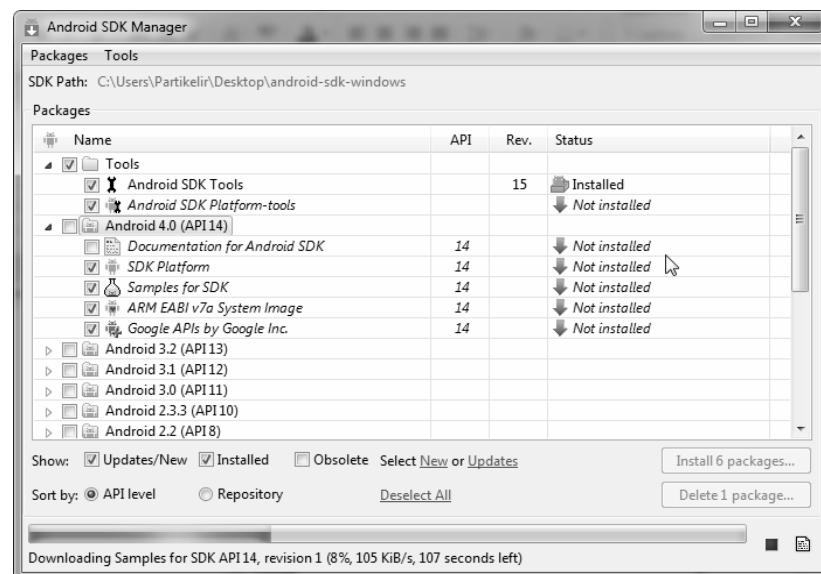 Android SDK Manager
Packages Tools
SDK Path: C:\Users\Partikelir\Desktop\android-sdk-windows
Packages
Name API Rev. Status
Tools
Android SDK Tools 15 Installed
Android SDK Platform-tools Not installed
Android 4.0 (API 14)
Documentation for Android SDK 14 Not installed
SDK Platform 14 Not installed
Samples for SDK 14 Not installed
ARM EABI v7a System Image 14 Not installed
Google APIs by Google Inc. 14 Not installed
Android 3.2 (API 13)
Android 3.1 (API 12)
Android 3.0 (API 11)
Android 2.3.3 (API 10)
Android 2.2 (API 8)
Show: Updates/New Installed Obsolete Select New or Updates Install 6 packages...
Sort by: API level Repository Deselect All Delete 1 package...
Downloading Samples for SDK API 14, revision 1 (8%, 105 KiB/s, 107 seconds left)